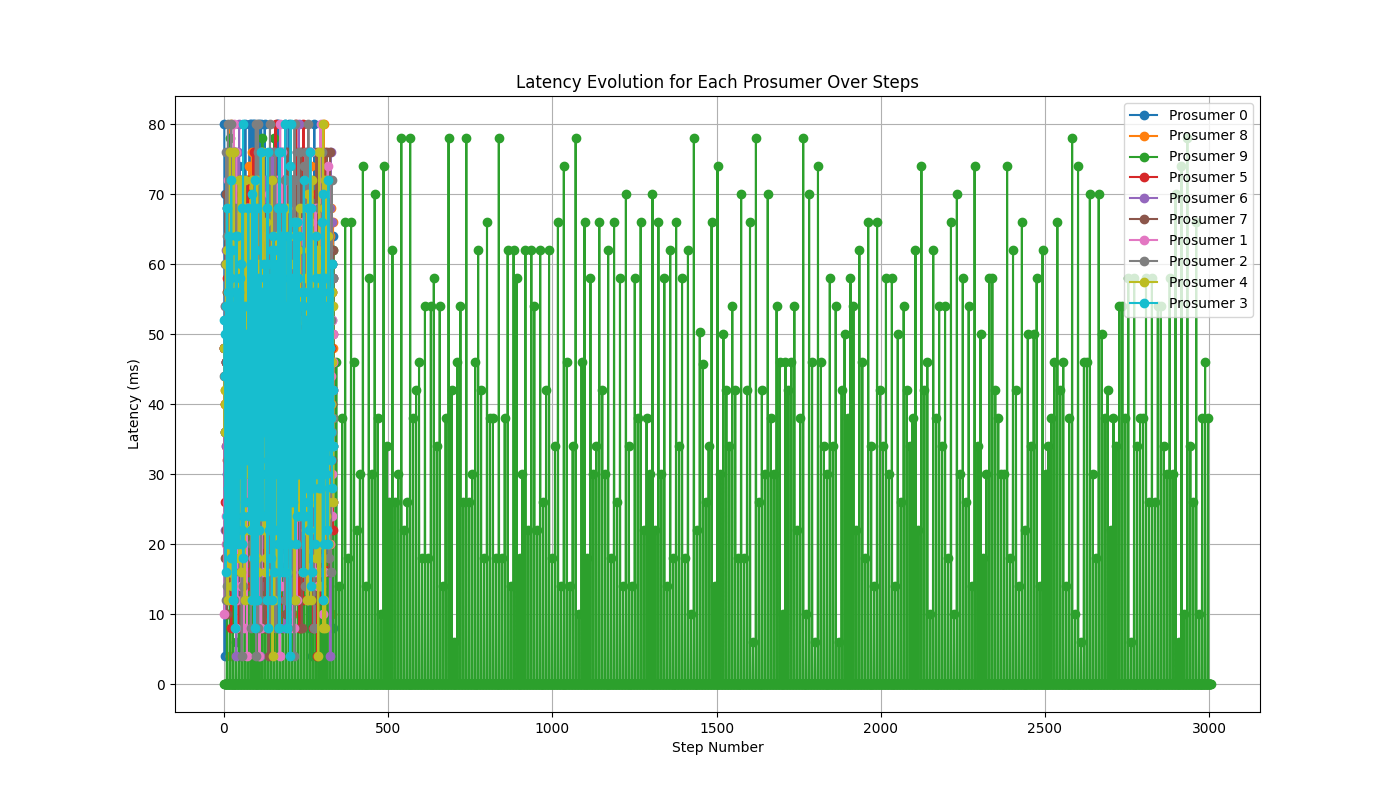 Latency Evolution for Each Prosumer Over Steps
80
70
60
50
40
30
20
10
0
Latency (ms)
0
500
1000
1500
2000
2500
3000
Step Number
Prosumer 0
Prosumer 8
Prosumer 9
Prosumer 5
Prosumer 6
Prosumer 7
Prosumer 1
Prosumer 2
Prosumer 4
Prosumer 3